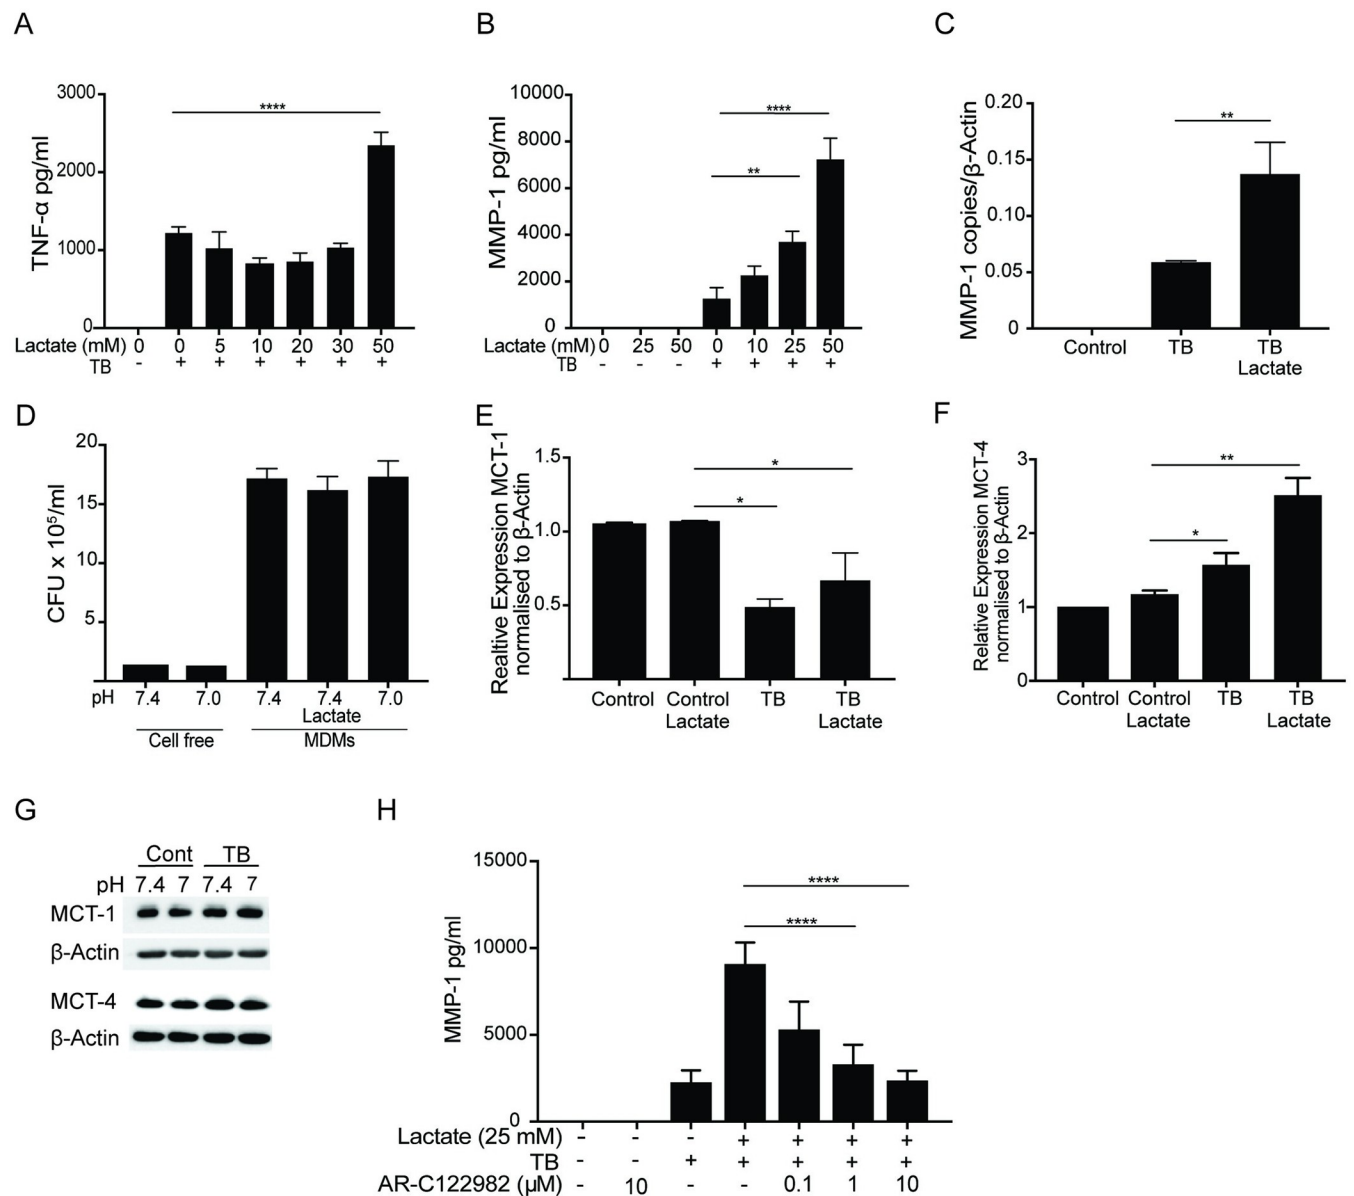 A
TNF-α pg/ml
3000
2000
1000
0
****
Lactate (mM) 0 0 5 10 20 30 50
TB - + + + + + +
B
MMP-1 pg/ml
10000
8000
6000
4000
2000
0
****
**
Lactate (mM) 0 25 50 0 10 25 50
TB - - - + + + +
C
MMP-1 copies/β-Actin
0.20
0.15
0.10
0.05
0
**
Control TB TB
Lactate
D
CFU x 10⁵/ml
20
15
10
5
pH 7.4 7.0 7.4 7.4 7.0
Lactate
Cell free MDMs
E
Realtive Expression MCT-1
normalised to β-Actin
1.5
1.0
0.5
*
*
Control Control TB TB
Lactate Lactate
F
Relative Expression MCT-4
normalised to β-Actin
3
2
1
0
**
*
Control Control TB TB
Lactate Lactate
G
Cont TB
pH 7.4 7 7.4 7
MCT-1
β-Actin
MCT-4
β-Actin
H
MMP-1 pg/ml
15000
10000
5000
0
****
****
Lactate (25 mM) - - - + + + +
TB - - + + + + +
AR-C122982 (µM) - 10 - - 0.1 1 10